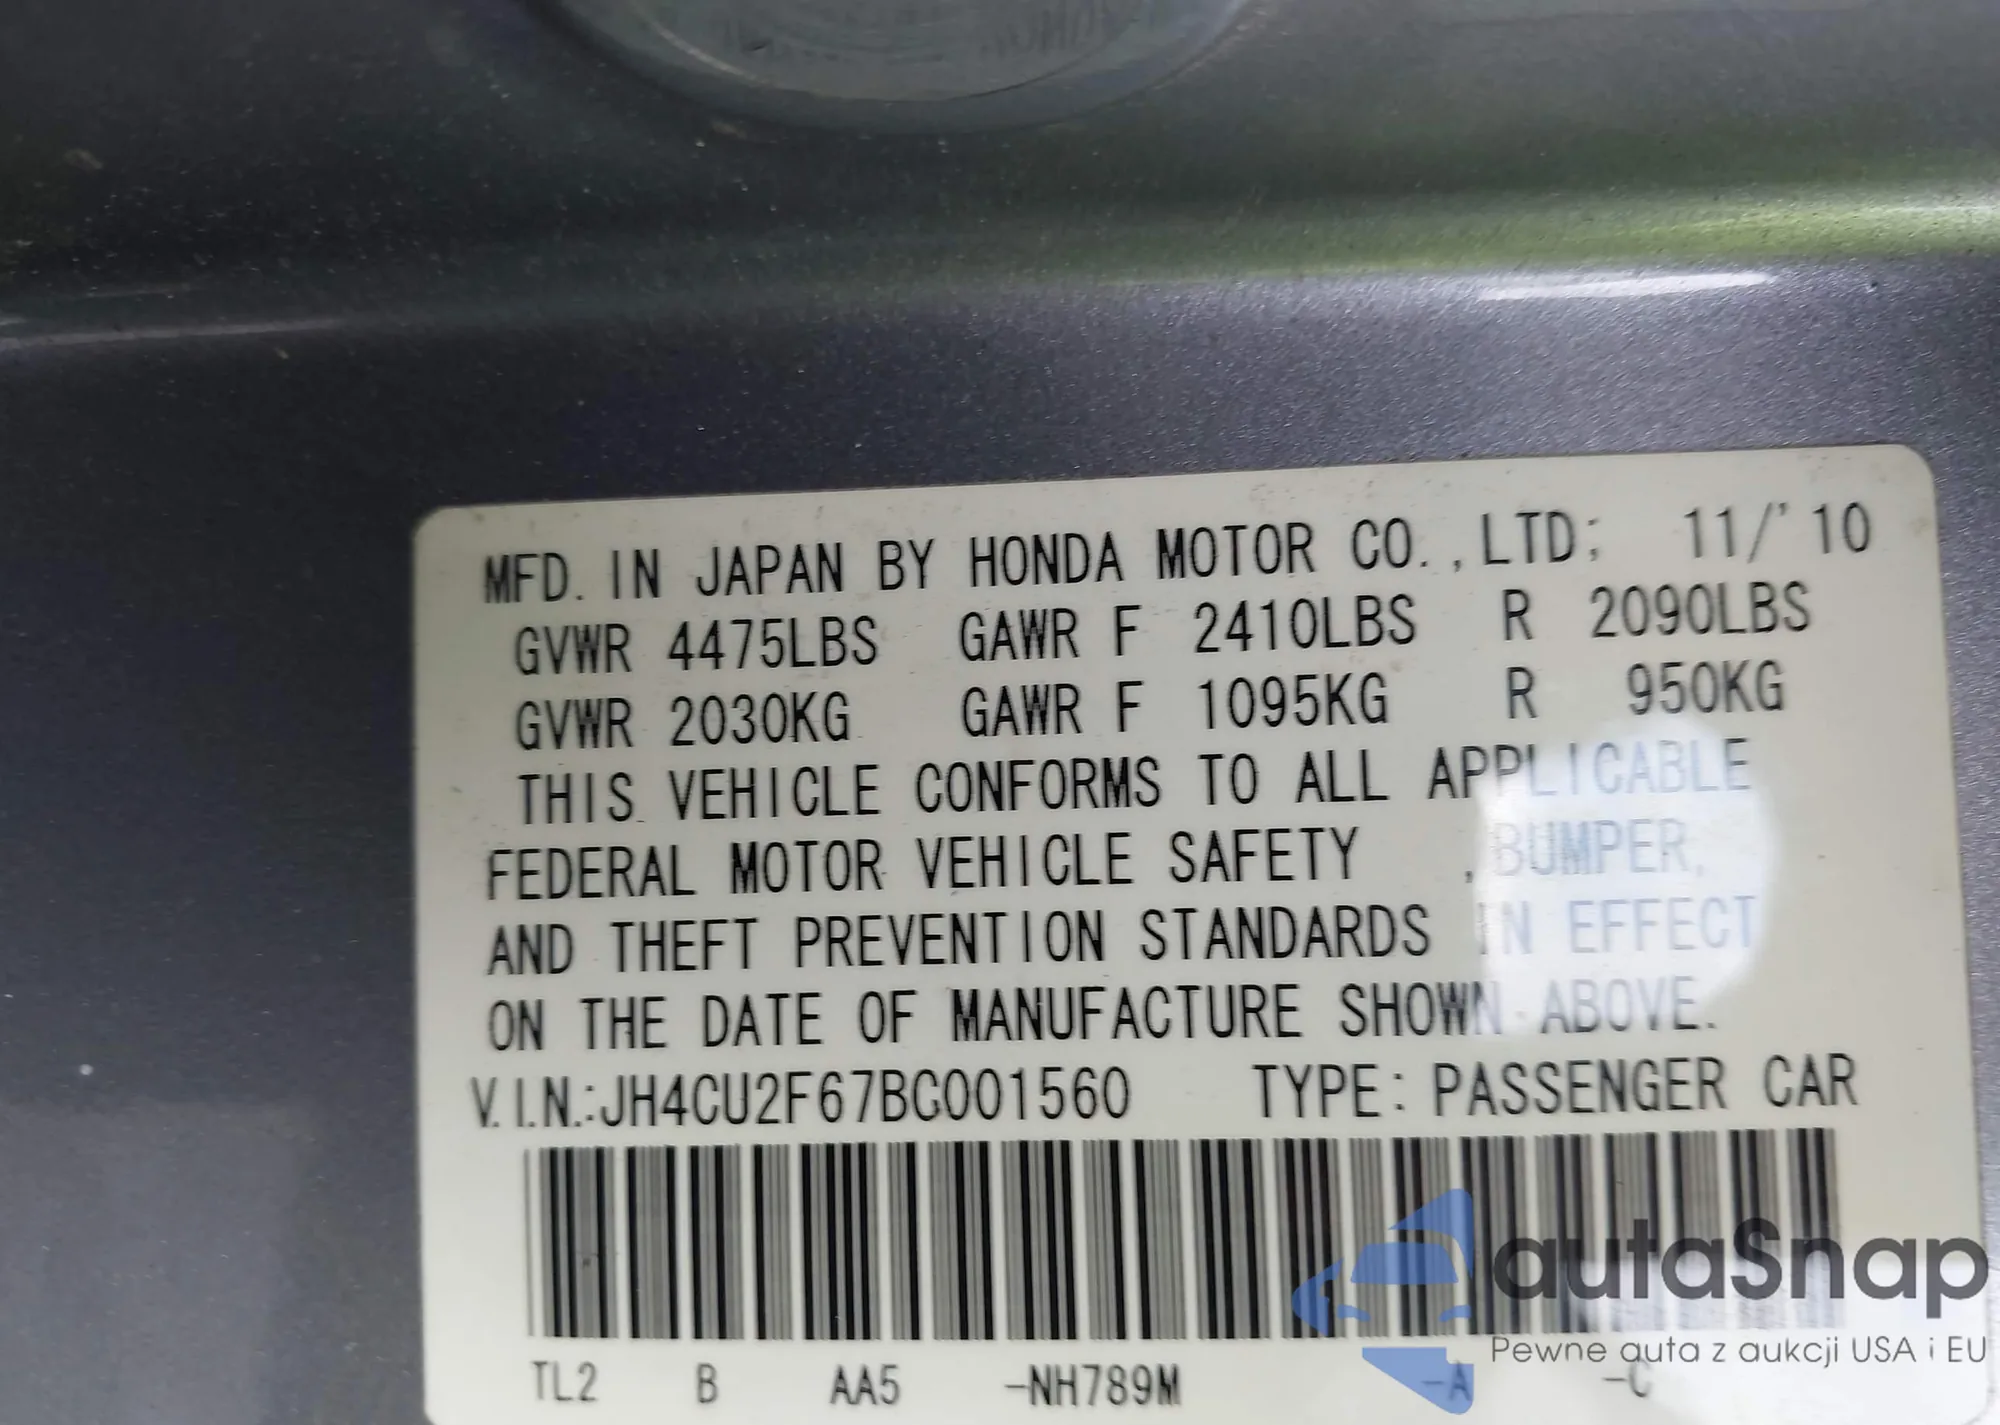 MFD. IN JAPAN BY HONDA MOTOR CO.,LTD; 11/'10
GVWR 4475LBS GAWR F 2410LBS R 2090LBS
GVWR 2030KG GAWR F 1095KG R 950KG
THIS VEHICLE CONFORMS TO ALL APPLICABLE
FEDERAL MOTOR VEHICLE SAFETY ,BUMPER,
AND THEFT PREVENTION STANDARDS IN EFFECT
ON THE DATE OF MANUFACTURE SHOWN ABOVE.
V.I.N.:JH4CU2F67BC001560 TYPE: PASSENGER CAR
autaSnap
Pewne auta z aukcji USA i EU
TL2 B AA5 -NH789M -A -C